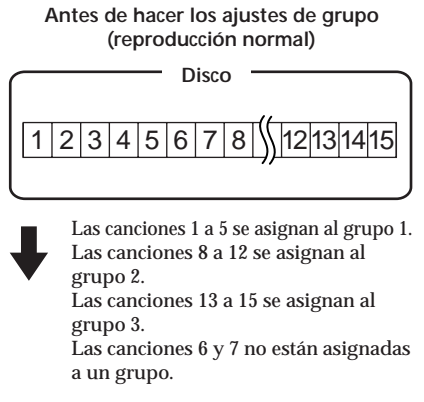 Antes de hacer los ajustes de grupo
(reproducción normal)
Disco
1 2 3 4 5 6 7 8 12 13 14 15
Las canciones 1 a 5 se asignan al grupo 1.
Las canciones 8 a 12 se asignan al
grupo 2.
Las canciones 13 a 15 se asignan al
grupo 3.
Las canciones 6 y 7 no están asignadas
a un grupo.